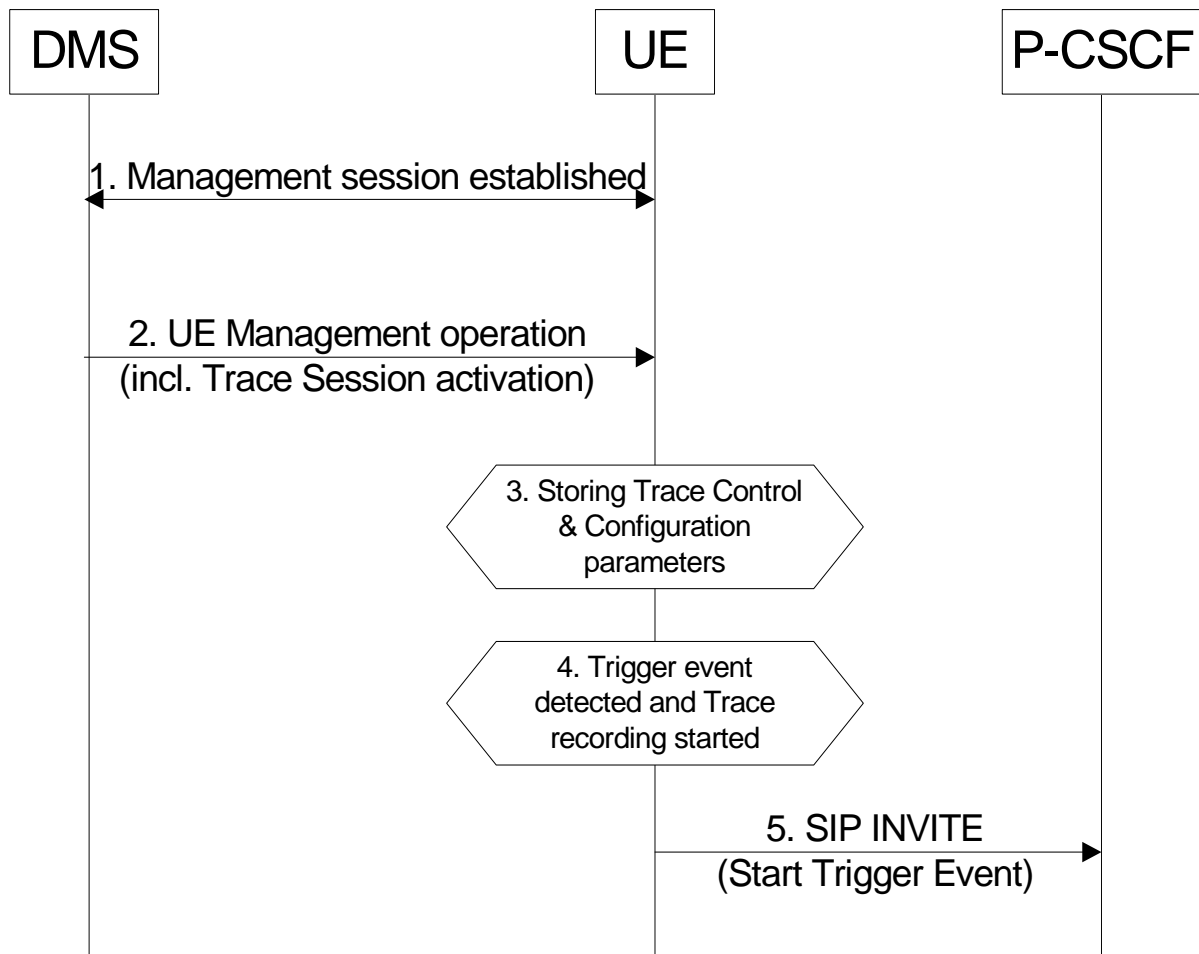 DMS
UE
P-CSCF
1. Management session established
2. UE Management operation
(incl. Trace Session activation)
3. Storing Trace Control
& Configuration
parameters
4. Trigger event
detected and Trace
recording started
5. SIP INVITE
(Start Trigger Event)